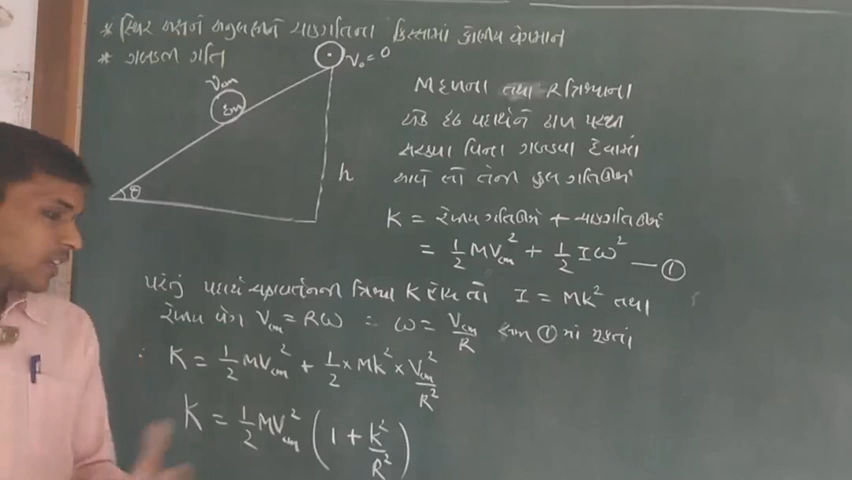 * સ્થિર અક્ષને અનુલક્ષીને ચાકગતિના કિસ્સામાં કોણીય વેગમાન
* ગબડતી ગતિ
V₀ = 0
Vcm
cm
θ
h
M દળના તથા R ત્રિજ્યાના
એક દૃઢ પદાર્થને ઢાળ પરથી
સરક્યા વિના ગબડવા દેવામાં
આવે તો તેની કુલ ગતિઊર્જા
K = રેખીય ગતિઊર્જા + ચાકગતિઊર્જા
= 1/2 MVcm² + 1/2 Iω² — ①
પરંતુ પદાર્થ ચક્રાવર્તનની ત્રિજ્યા K હોય તો I = Mk² તથા
રેખીય વેગ Vcm = Rω ∴ ω = Vcm/R સમી ① માં મુકતાં
∴ K = 1/2 MVcm² + 1/2 × Mk² × Vcm²/R²
K = 1/2 MVcm² (1 + k²/R²)